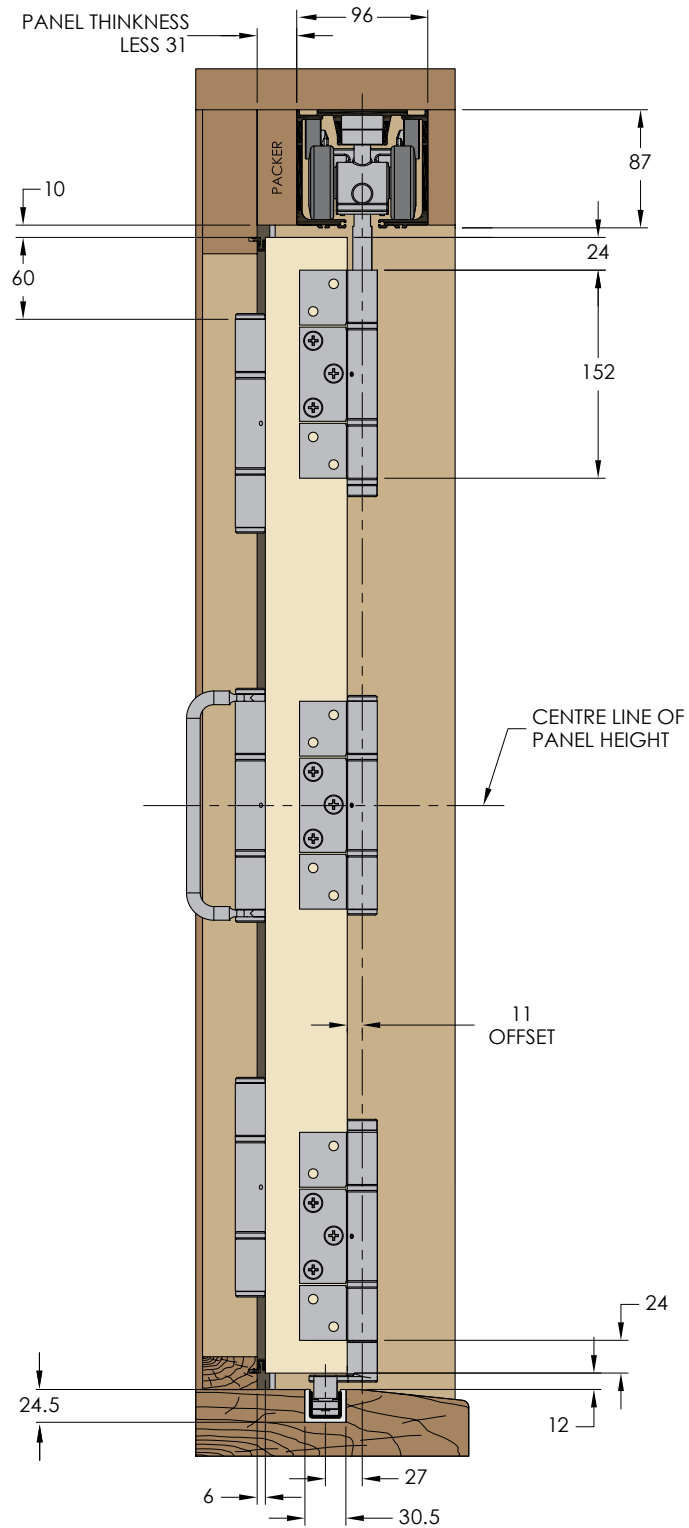 PANEL THINKNESS
LESS 31
96
PACKER
87
10
24
60
152
CENTRE LINE OF
PANEL HEIGHT
11
OFFSET
24
24.5
12
27
6
30.5